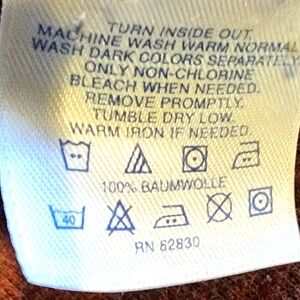 TURN INSIDE OUT.
MACHINE WASH WARM NORMAL
WASH DARK COLORS SEPARATELY
ONLY NON-CHLORINE
BLEACH WHEN NEEDED.
REMOVE PROMPTLY.
TUMBLE DRY LOW.
WARM IRON IF NEEDED.
100% BAUMWOLLE
40
RN 62830